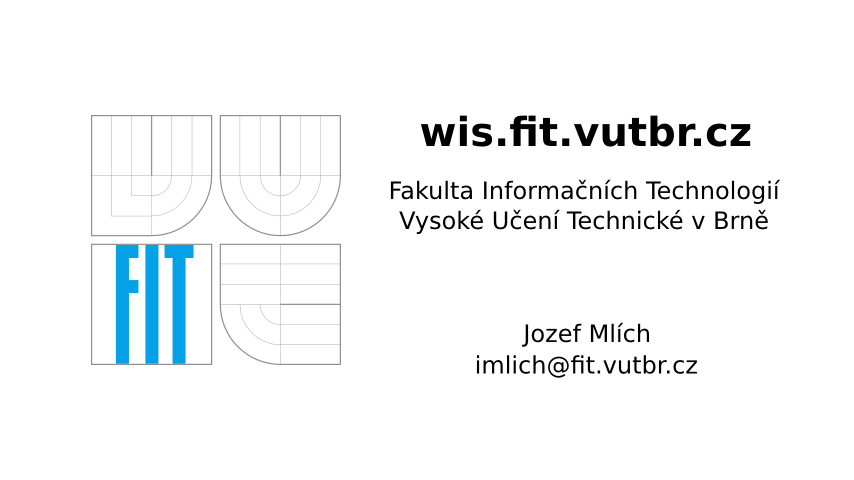 wis.fit.vutbr.cz
Fakulta Informačních Technologií
Vysoké Učení Technické v Brně
FIT
Jozef Mlích
imlich@fit.vutbr.cz